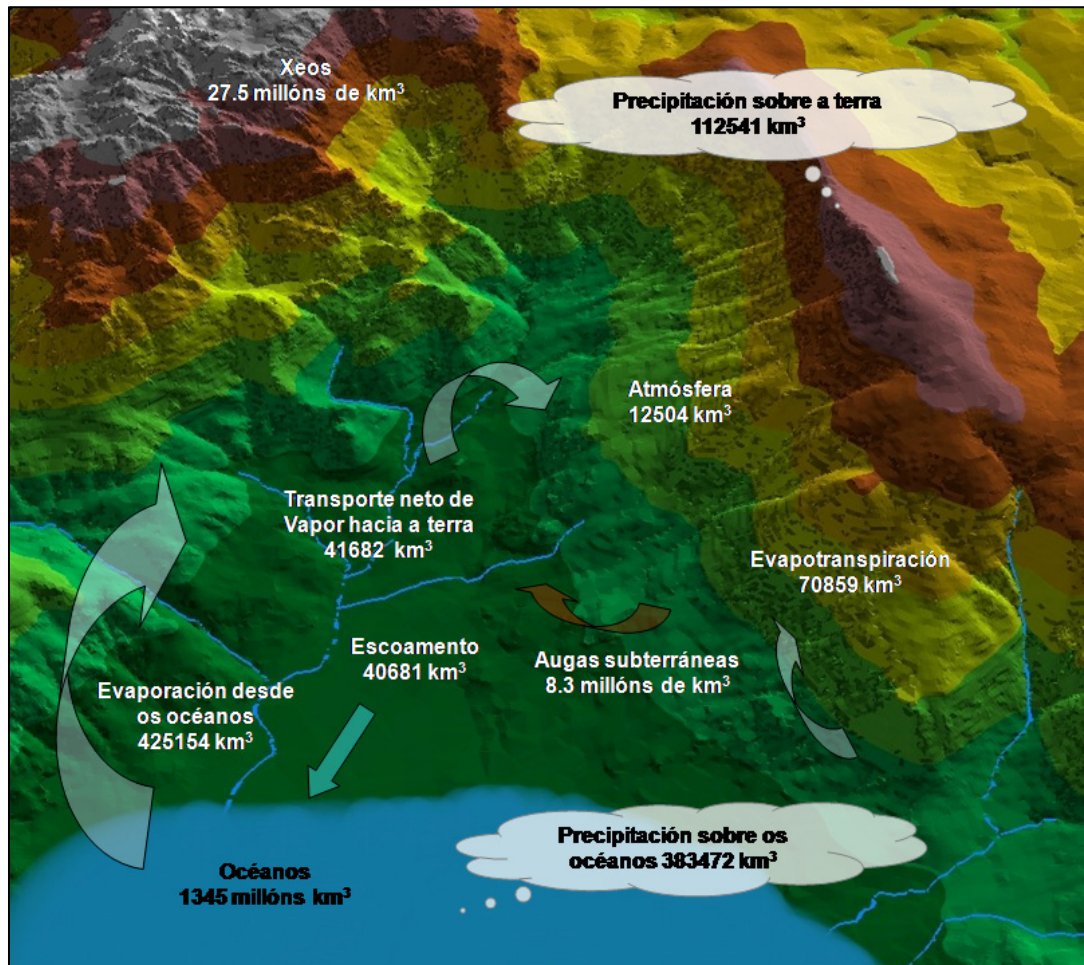 Xeos
27.5 millóns de km³
Precipitación sobre a terra
112541 km³
Atmósfera
12504 km³
Transporte neto de
Vapor hacia a terra
41682 km³
Evapotranspiración
70859 km³
Escoamento
40681 km³
Augas subterráneas
8.3 millóns de km³
Evaporación desde
os océanos
425154 km³
Precipitación sobre os
océanos 383472 km³
Océanos
1345 millóns km³